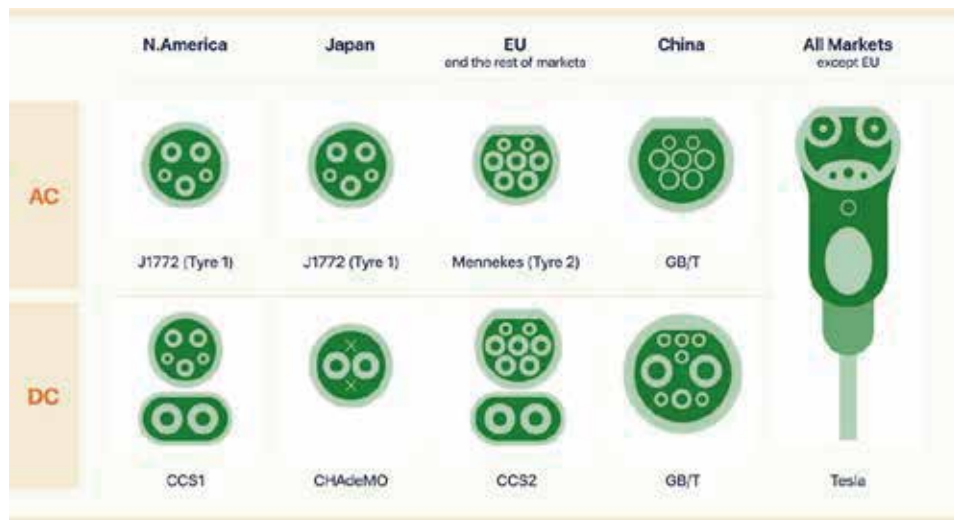 N.America
Japan
EU
and the rest of markets
China
All Markets
except EU
AC
J1772 (Tyre 1)
J1772 (Tyre 1)
Mennekes (Tyre 2)
GB/T
DC
CCS1
CHAdeMO
CCS2
GB/T
Tesla